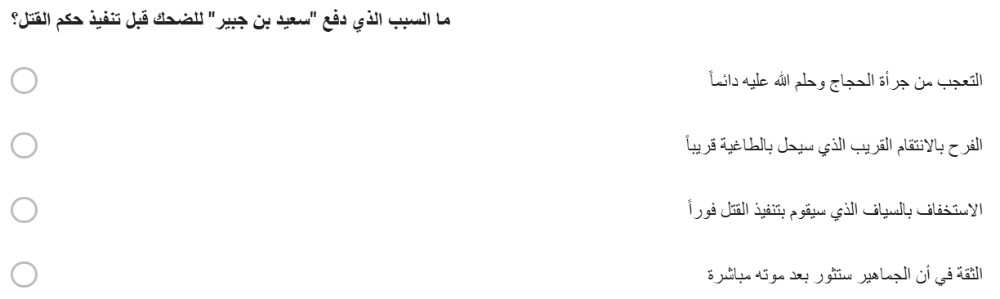 ما السبب الذي دفع "سعيد بن جبير" للضحك قبل تنفيذ حكم القتل؟
التعجب من جرأة الحجاج وحلم الله عليه دائماً
الفرح بالانتقام القريب الذي سيحل بالطاغية قريباً
الاستخفاف بالسياف الذي سيقوم بتنفيذ القتل فوراً
الثقة في أن الجماهير ستثور بعد موته مباشرة